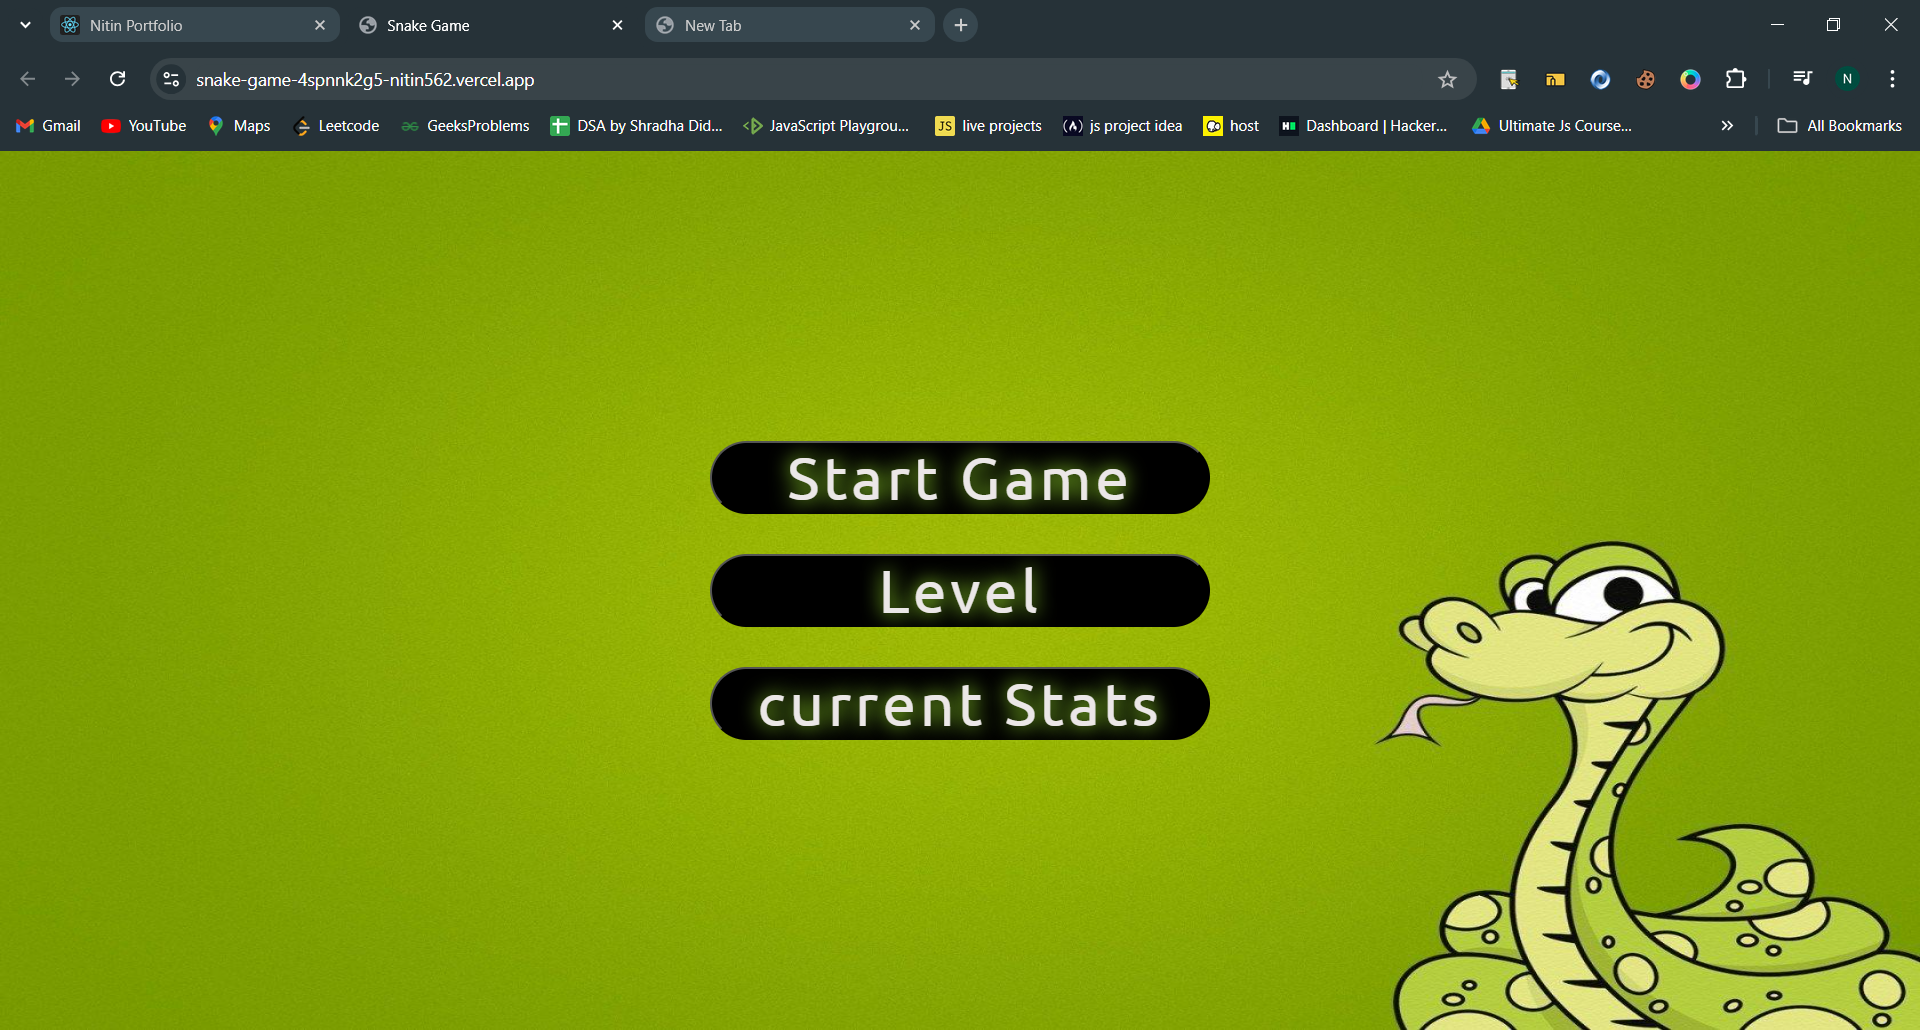 Nitin Portfolio
Snake Game
New Tab
snake-game-4spnnk2g5-nitin562.vercel.app
N
Gmail
YouTube
Maps
Leetcode
GeeksProblems
DSA by Shradha Did...
JavaScript Playgrou...
JS live projects
js project idea
host
Dashboard | Hacker...
Ultimate Js Course...
All Bookmarks
Start Game
Level
current Stats